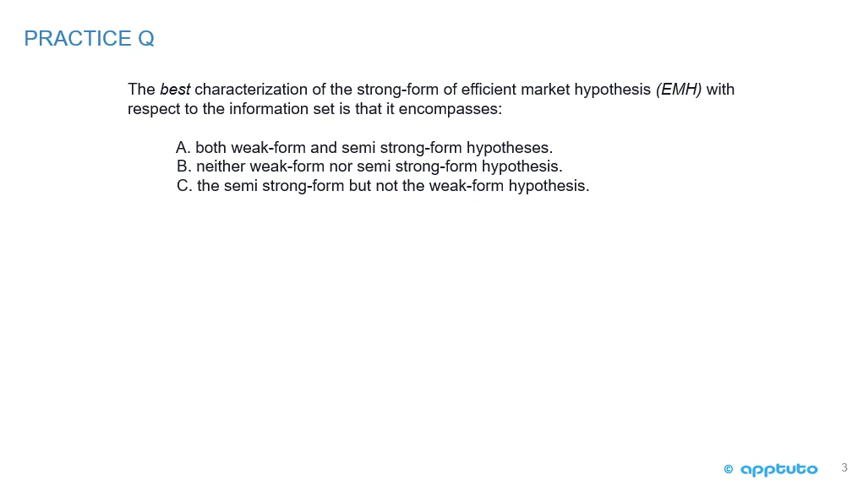 PRACTICE Q
The best characterization of the strong-form of efficient market hypothesis (EMH) with
respect to the information set is that it encompasses:
A. both weak-form and semi strong-form hypotheses.
B. neither weak-form nor semi strong-form hypothesis.
C. the semi strong-form but not the weak-form hypothesis.
© apptuto
3